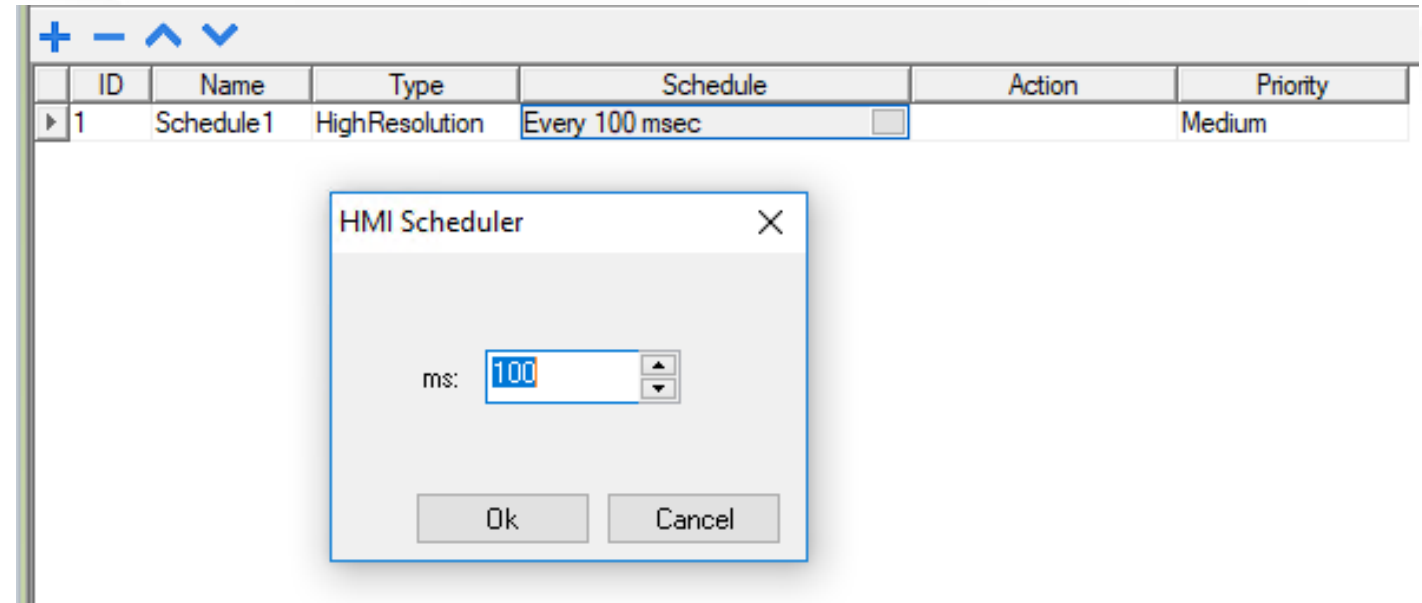 ID Name Type Schedule Action Priority
1 Schedule1 HighResolution Every 100 msec Medium
HMI Scheduler
ms: 100
Ok Cancel